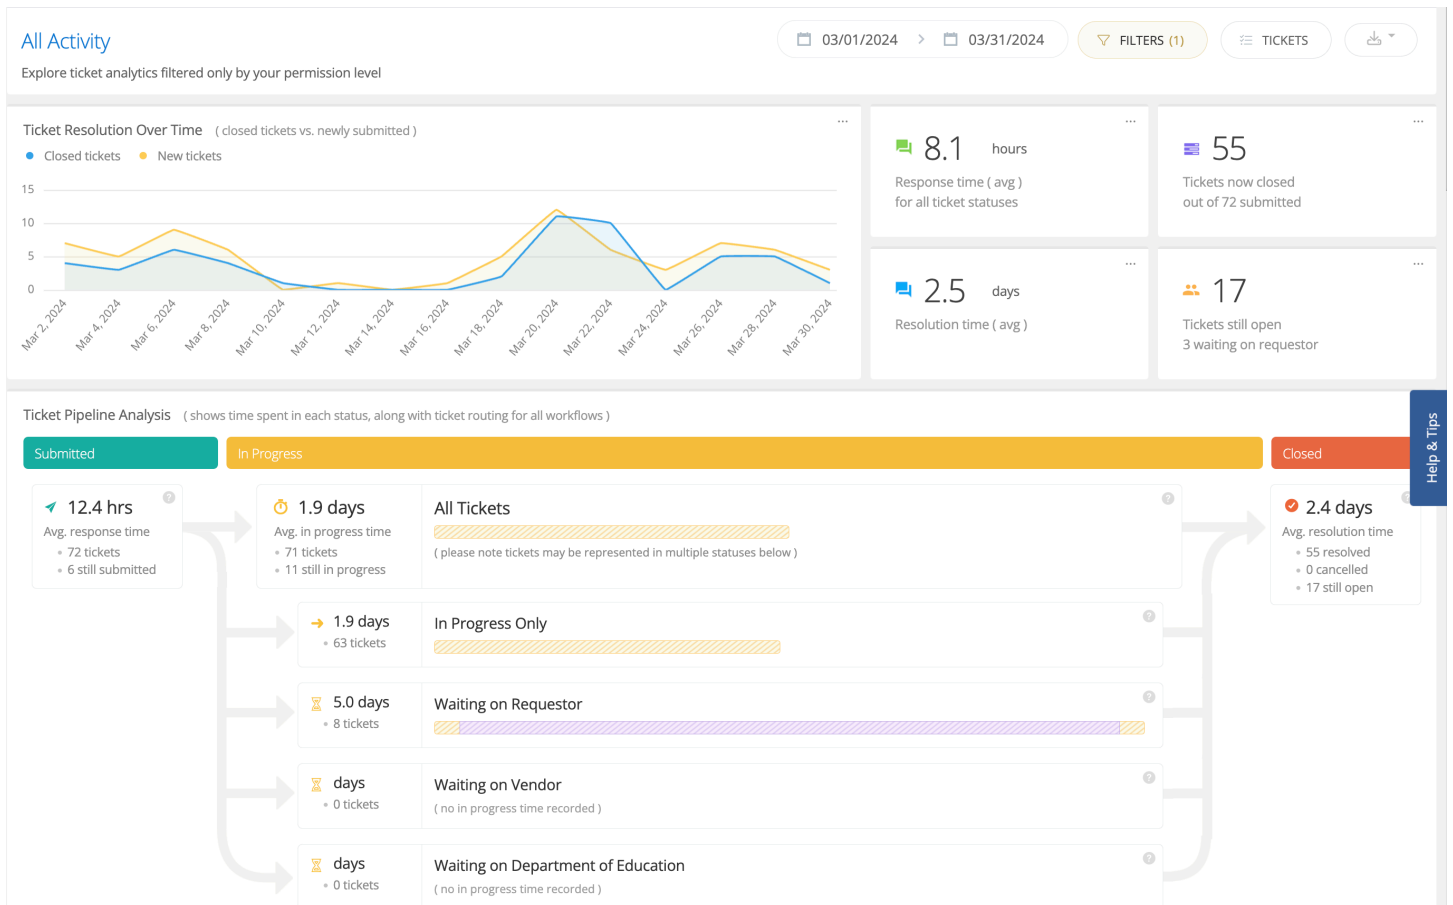 All Activity
Explore ticket analytics filtered only by your permission level
03/01/2024 > 03/31/2024
FILTERS (1)
TICKETS
Ticket Resolution Over Time ( closed tickets vs. newly submitted )
...
Closed tickets
New tickets
15
10
5
0
Mar 2, 2024
Mar 4, 2024
Mar 6, 2024
Mar 8, 2024
Mar 10, 2024
Mar 12, 2024
Mar 14, 2024
Mar 16, 2024
Mar 18, 2024
Mar 20, 2024
Mar 22, 2024
Mar 24, 2024
Mar 26, 2024
Mar 28, 2024
Mar 30, 2024
...
8.1 hours
Response time ( avg )
for all ticket statuses
...
55
Tickets now closed
out of 72 submitted
...
2.5 days
Resolution time ( avg )
...
17
Tickets still open
3 waiting on requestor
Ticket Pipeline Analysis ( shows time spent in each status, along with ticket routing for all workflows )
Submitted
In Progress
Closed
Help & Tips
12.4 hrs
?
Avg. response time
72 tickets
6 still submitted
1.9 days
Avg. in progress time
71 tickets
11 still in progress
All Tickets
?
( please note tickets may be represented in multiple statuses below )
2.4 days
?
Avg. resolution time
55 resolved
0 cancelled
17 still open
1.9 days
63 tickets
In Progress Only
?
5.0 days
8 tickets
Waiting on Requestor
?
days
0 tickets
Waiting on Vendor
?
( no in progress time recorded )
days
0 tickets
Waiting on Department of Education
?
( no in progress time recorded )